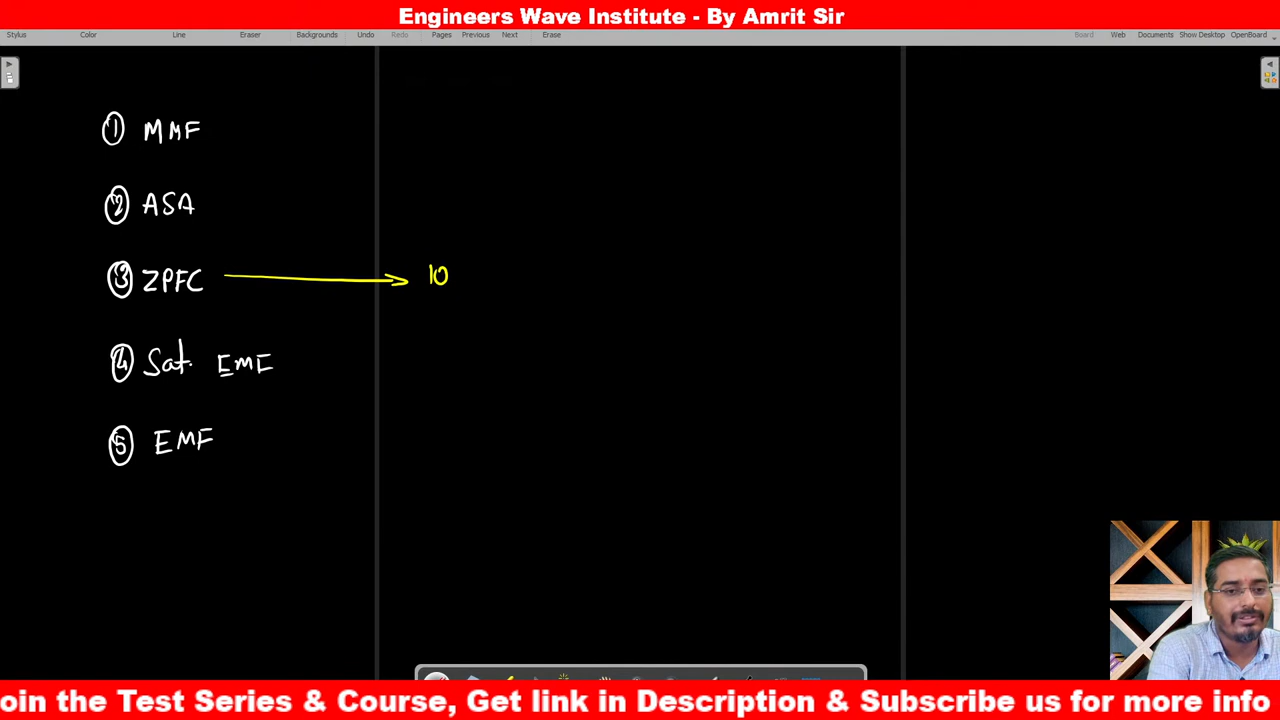 Engineers Wave Institute - By Amrit Sir
Stylus Color Line Eraser Backgrounds Undo Redo Pages Previous Next Erase Board Web Documents Show Desktop OpenBoard
1 MMF
2 ASA
3 ZPFC → 10
4 Sat. EMF
5 EMF
oin the Test Series & Course, Get link in Description & Subscribe us for more info